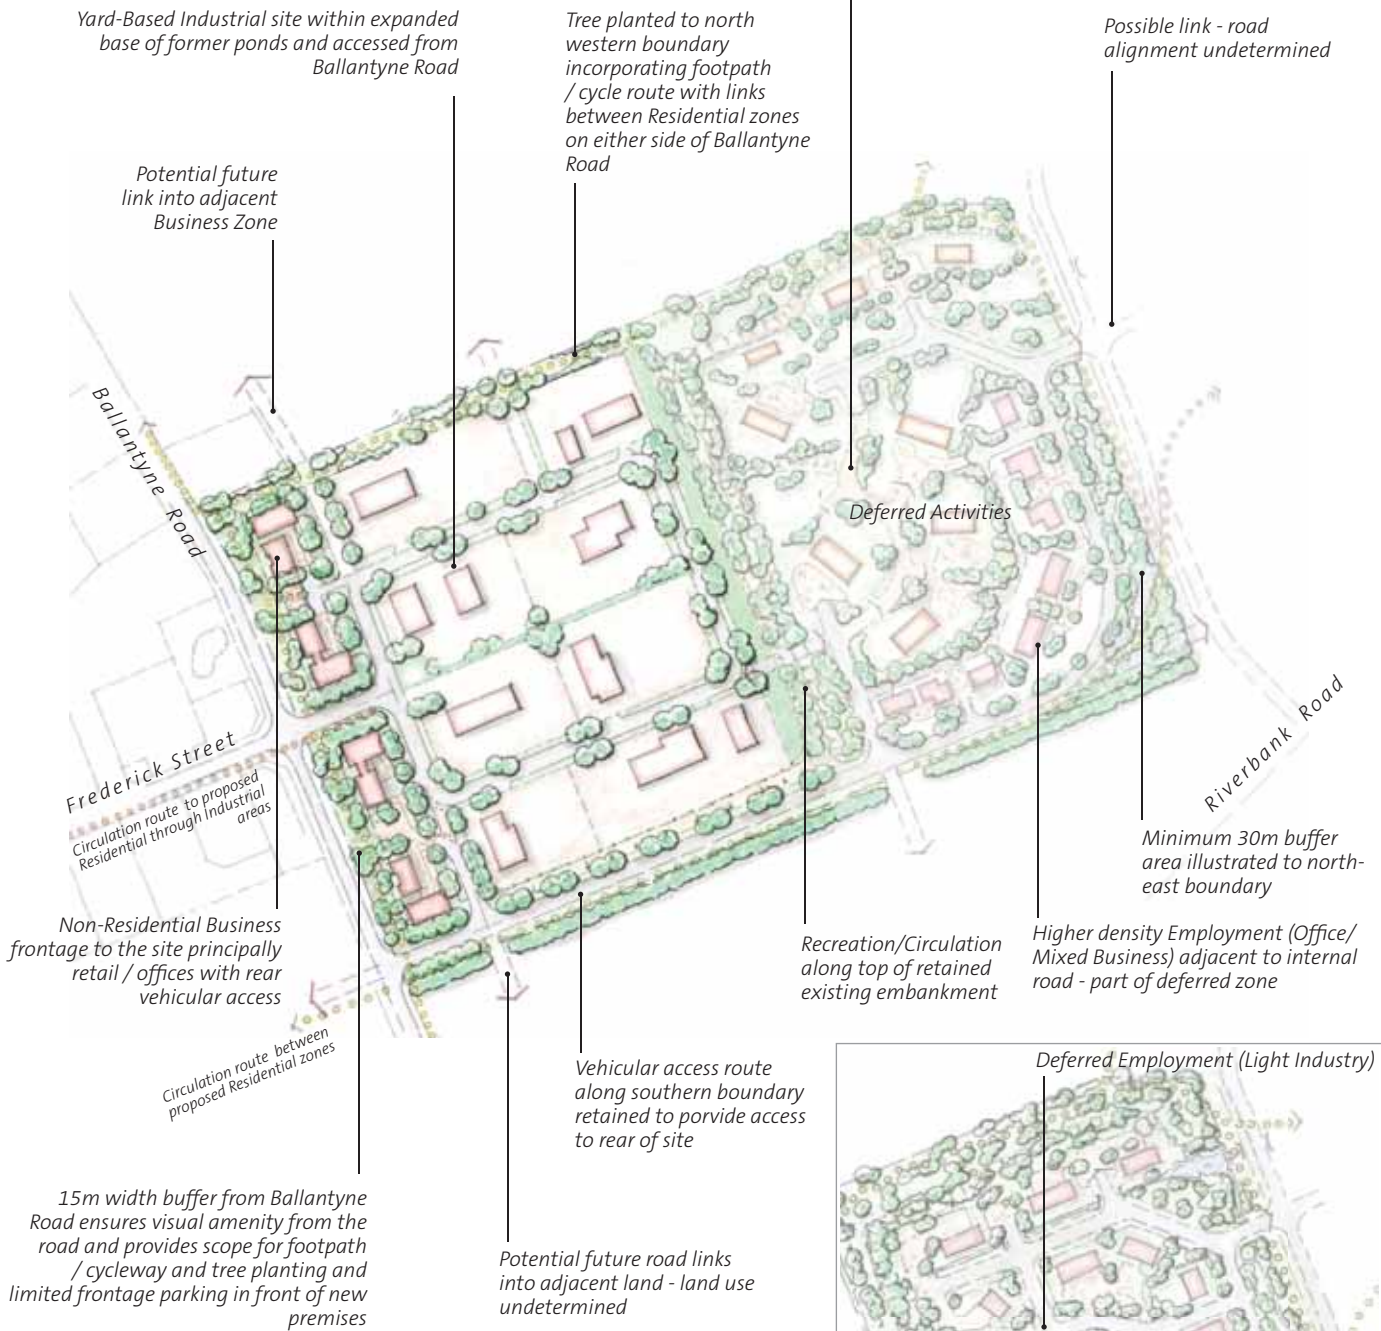 Yard-Based Industrial site within expanded
base of former ponds and accessed from
Ballantyne Road
Tree planted to north
western boundary
incorporating footpath
/ cycle route with links
between Residential zones
on either side of Ballantyne
Road
Possible link - road
alignment undetermined
Potential future
link into adjacent
Business Zone
Ballantyne Road
Deferred Activities
Frederick Street
Circulation route to proposed
Residential through Industrial
areas
Riverbank Road
Minimum 30m buffer
area illustrated to north-
east boundary
Non-Residential Business
frontage to the site principally
retail / offices with rear
vehicular access
Recreation/Circulation
along top of retained
existing embankment
Higher density Employment (Office/
Mixed Business) adjacent to internal
road - part of deferred zone
Circulation route between
proposed Residential zones
Vehicular access route
along southern boundary
retained to porvide access
to rear of site
Deferred Employment (Light Industry)
15m width buffer from Ballantyne
Road ensures visual amenity from the
road and provides scope for footpath
/ cycleway and tree planting and
limited frontage parking in front of new
premises
Potential future road links
into adjacent land - land use
undetermined